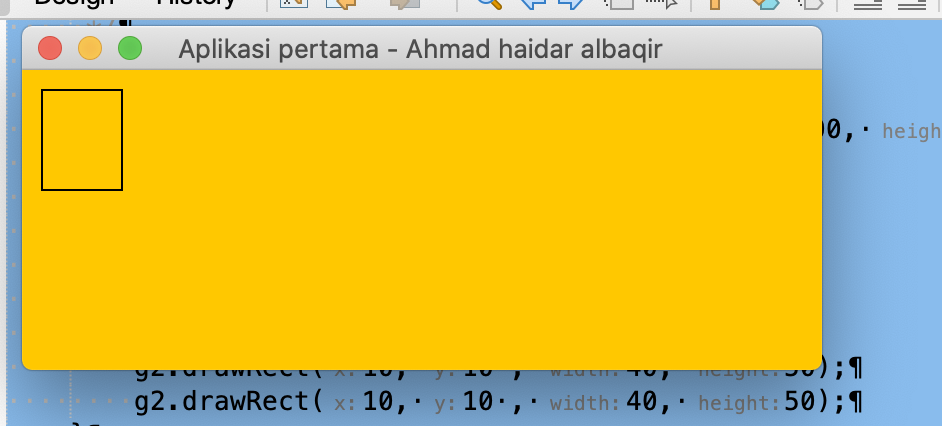 Design History
*/¶
Aplikasi pertama - Ahmad haidar albaqir
00,· heigh
g2.drawRect( x: 10,· y: 10·,· width: 40,· height: 50);¶
g2.drawRect( x: 10,· y: 10·,· width: 40,· height: 50);¶